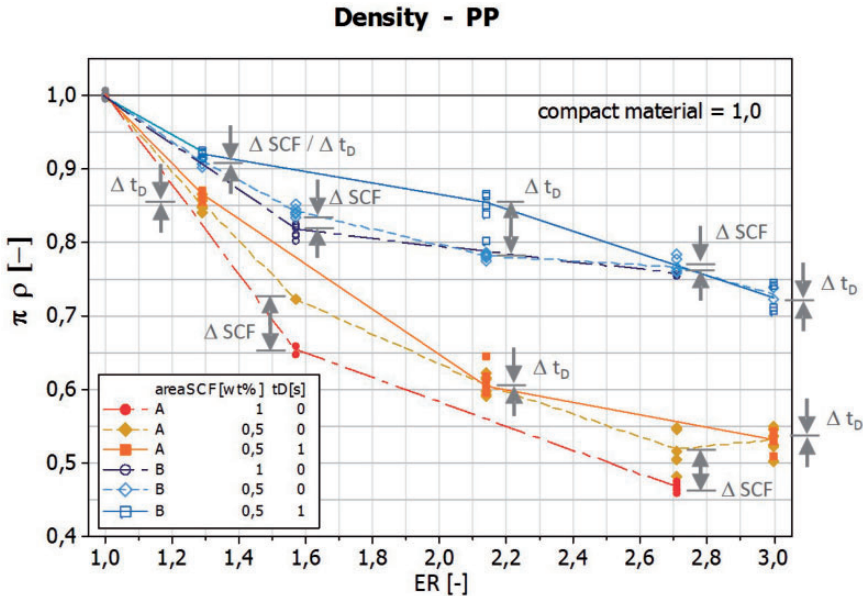 Density - PP
compact material = 1,0
Δ SCF / Δ tD
Δ tD
Δ SCF
Δ tD
Δ SCF
Δ tD
Δ SCF
Δ tD
Δ tD
Δ SCF
areaSCF[wt%] tD[s]
A 1 0
A 0,5 0
A 0,5 1
B 1 0
B 0,5 0
B 0,5 1
π ρ [−]
1,0
0,9
0,8
0,7
0,6
0,5
0,4
1,0 1,2 1,4 1,6 1,8 2,0 2,2 2,4 2,6 2,8 3,0
ER [-]